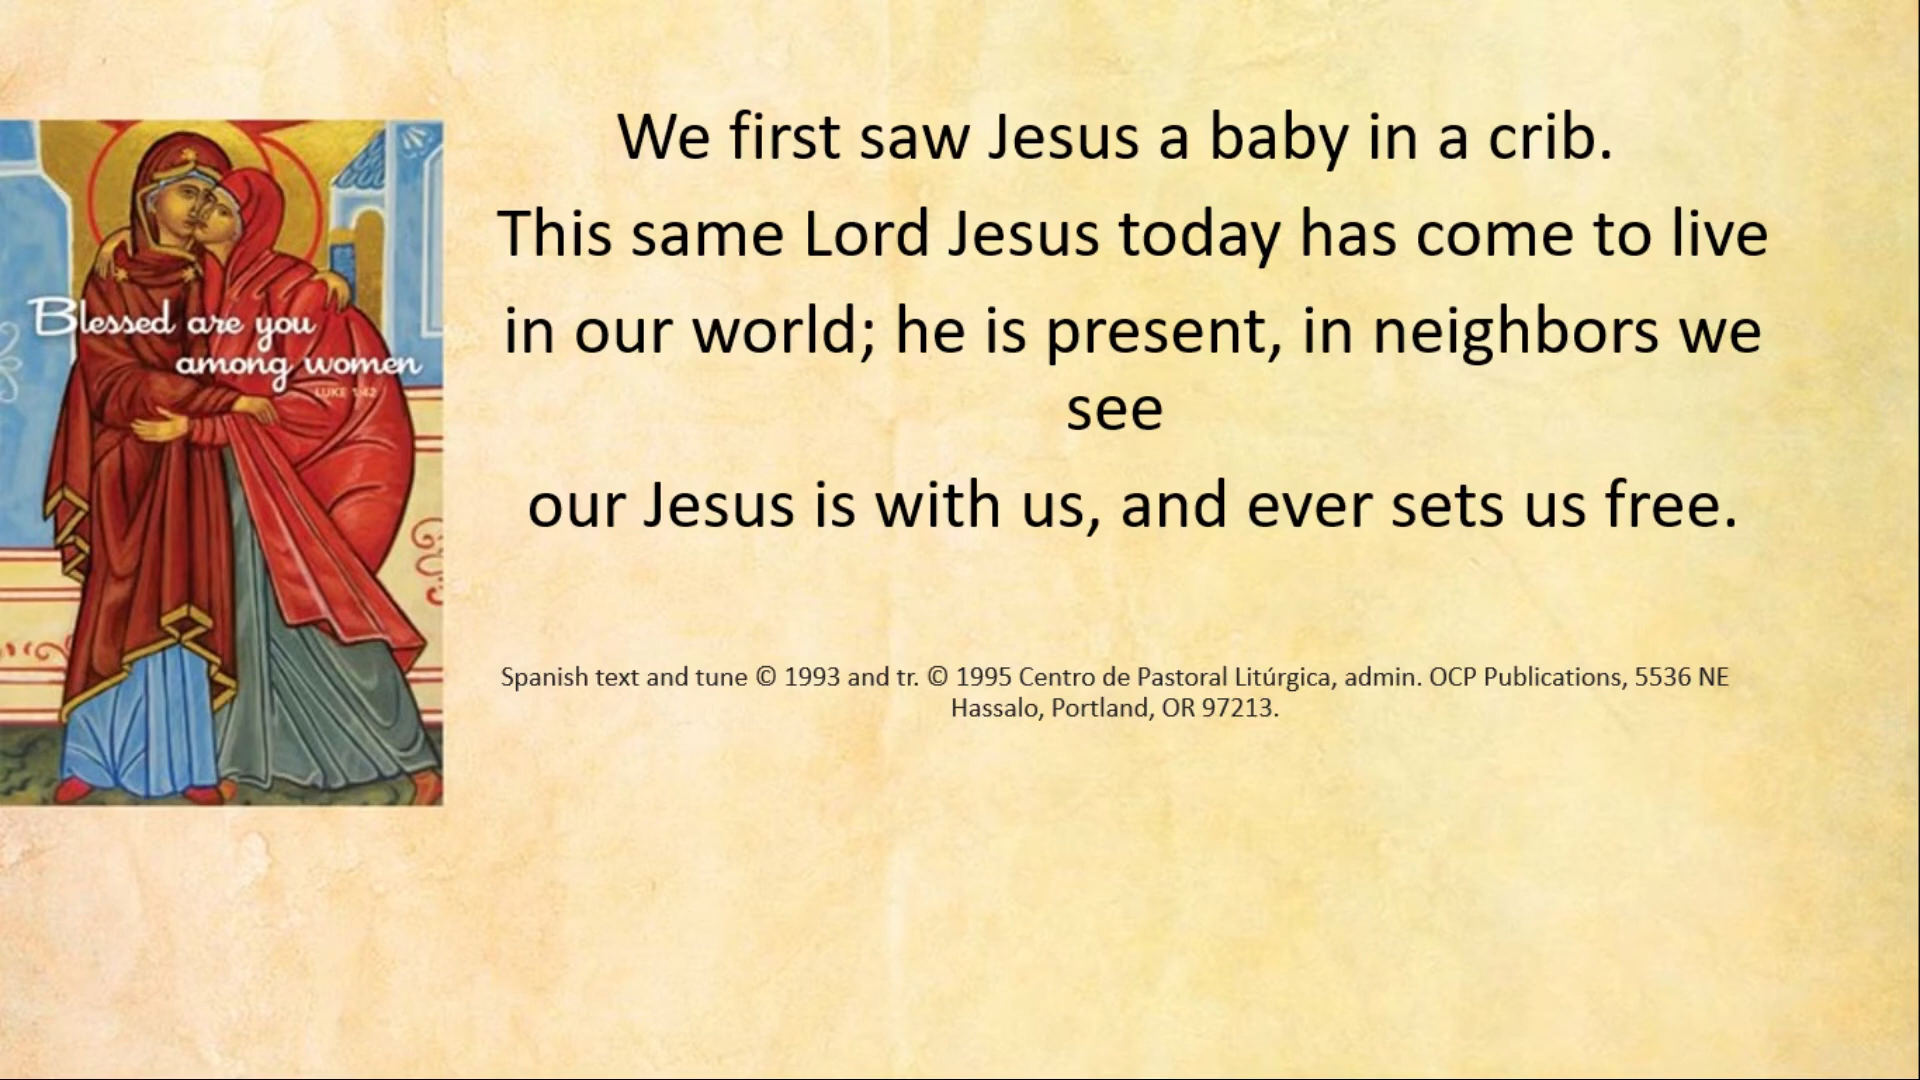 We first saw Jesus a baby in a crib.
This same Lord Jesus today has come to live
in our world; he is present, in neighbors we
see
our Jesus is with us, and ever sets us free.
Spanish text and tune © 1993 and tr. © 1995 Centro de Pastoral Litúrgica, admin. OCP Publications, 5536 NE
Hassalo, Portland, OR 97213.
Blessed are you
among women
LUKE 1:42